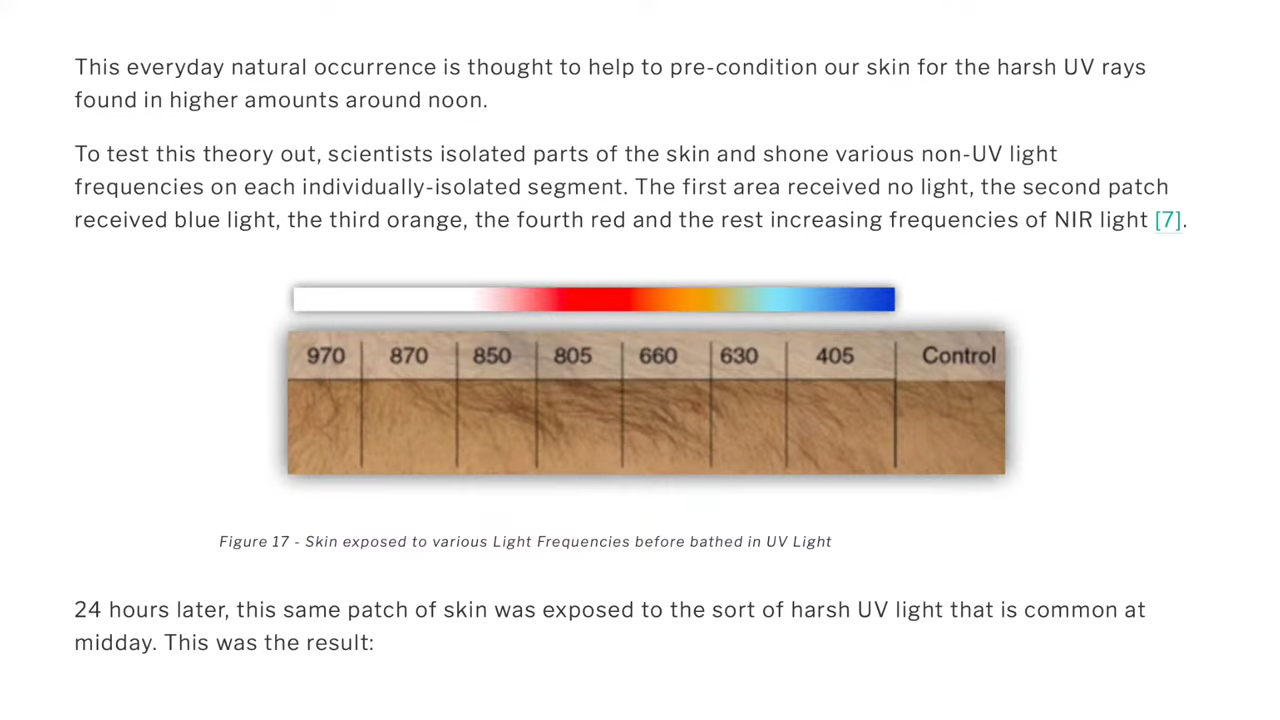 This everyday natural occurrence is thought to help to pre-condition our skin for the harsh UV rays
found in higher amounts around noon.
To test this theory out, scientists isolated parts of the skin and shone various non-UV light
frequencies on each individually-isolated segment. The first area received no light, the second patch
received blue light, the third orange, the fourth red and the rest increasing frequencies of NIR light [7].
970 870 850 805 660 630 405 Control
Figure 17 - Skin exposed to various Light Frequencies before bathed in UV Light
24 hours later, this same patch of skin was exposed to the sort of harsh UV light that is common at
midday. This was the result: